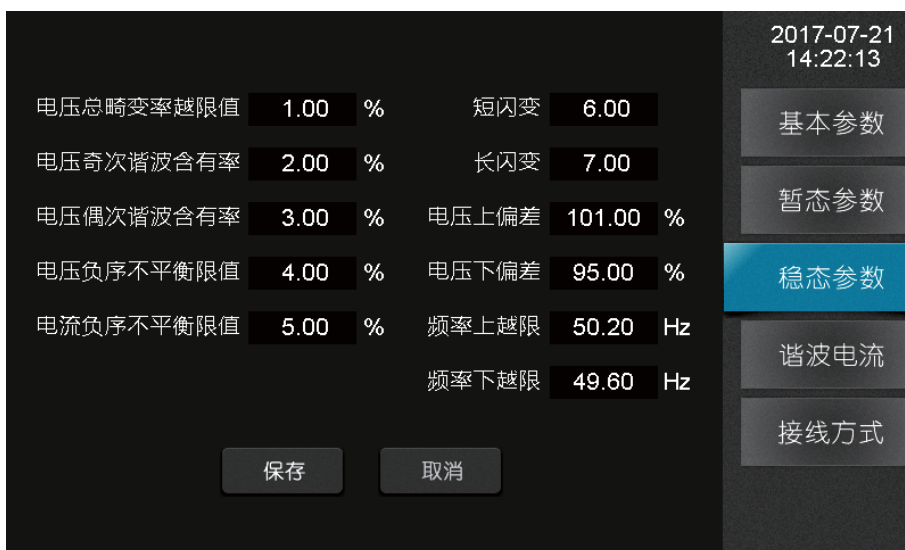 2017-07-21
14:22:13
电压总畸变率越限值 1.00 % 短闪变 6.00
电压奇次谐波含有率 2.00 % 长闪变 7.00
电压偶次谐波含有率 3.00 % 电压上偏差 101.00 %
电压负序不平衡限值 4.00 % 电压下偏差 95.00 %
电流负序不平衡限值 5.00 % 频率上越限 50.20 Hz
频率下越限 49.60 Hz
保存 取消
基本参数
暂态参数
稳态参数
谐波电流
接线方式